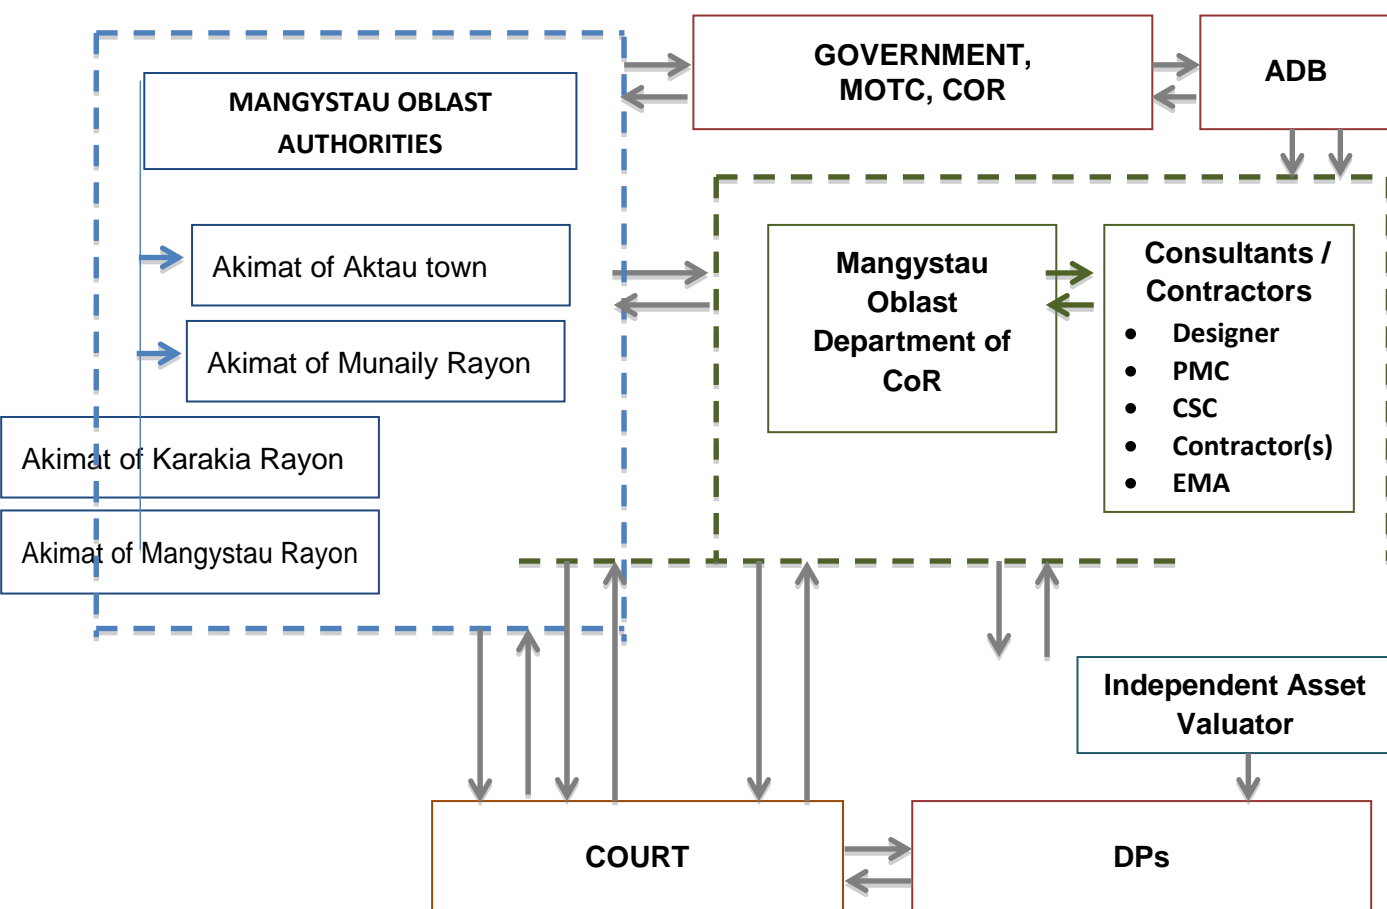 GOVERNMENT,
MOTC, COR
ADB
MANGYSTAU OBLAST
AUTHORITIES
Akimat of Aktau town
Akimat of Munaily Rayon
Akimat of Karakia Rayon
Akimat of Mangystau Rayon
Mangystau
Oblast
Department of
CoR
Consultants /
Contractors
• Designer
• PMC
• CSC
• Contractor(s)
• EMA
Independent Asset
Valuator
COURT
DPs